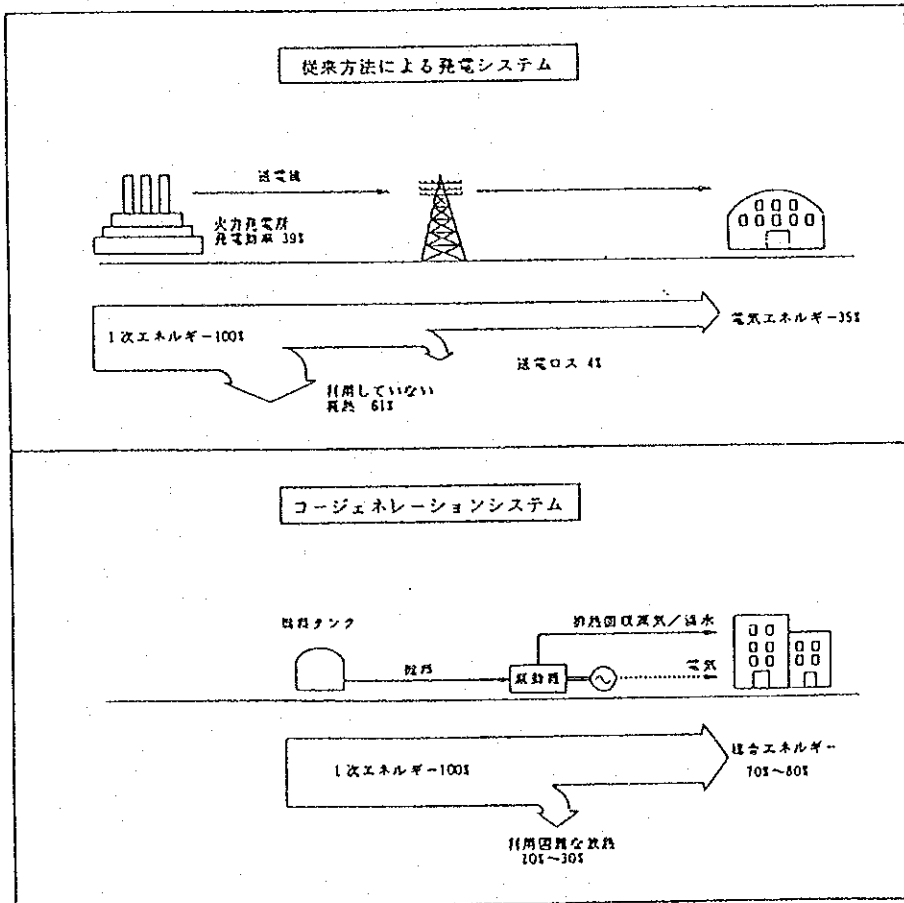 従来方法による発電システム
送電線
火力発電所
発電効率 39%
1次エネルギー100%
電気エネルギー35%
送電ロス 4%
利用していない
廃熱 61%
コージェネレーションシステム
燃料タンク
排熱回収蒸気/温水
燃料
原動機
電気
1次エネルギー100%
総合エネルギー
70%~80%
利用困難な放熱
20%~30%